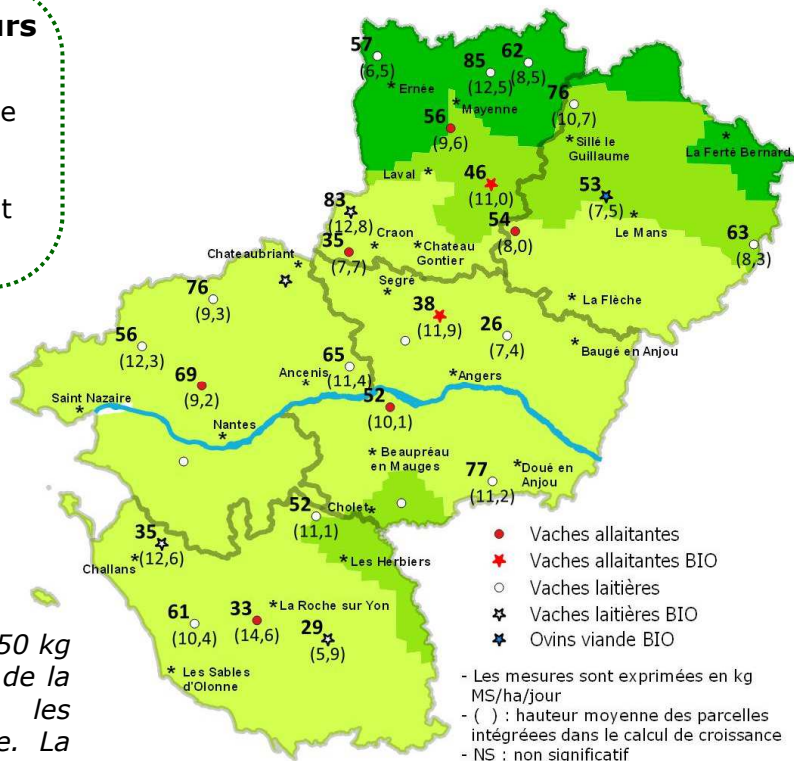 urs
e
t
57
(6,5)
* Ernée
85
(12,5)
62
(8,5)
* Mayenne
56
(9,6)
76
(10,7)
* Sillé le
Guillaume
*
La Ferté Bernard
Laval *
46
(11,0)
53
(7,5)
*
Le Mans
83
(12,8)
35
(7,7)
Craon
*
* Chateau
Gontier
54
(8,0)
63
(8,3)
Chateaubriant
*
Segré
*
* La Flèche
76
(9,3)
38
(11,9)
26
(7,4)
*
Baugé en Anjou
56
(12,3)
65
(11,4)
Ancenis
*
*Angers
69
(9,2)
52
(10,1)
Saint Nazaire
*
Nantes
*
* Beaupréau
en Mauges
77
(11,2)
*Doué en
Anjou
52
(11,1)
Cholet*
35
(12,6)
*
Challans
* Les Herbiers
61
(10,4)
33
(14,6)
*La Roche sur Yon
29
(5,9)
* Les Sables
d'Olonne
Vaches allaitantes
Vaches allaitantes BIO
Vaches laitières
Vaches laitières BIO
Ovins viande BIO
- Les mesures sont exprimées en kg
MS/ha/jour
- ( ) : hauteur moyenne des parcelles
intégréees dans le calcul de croissance
- NS : non significatif
50 kg
de la
les
e. La